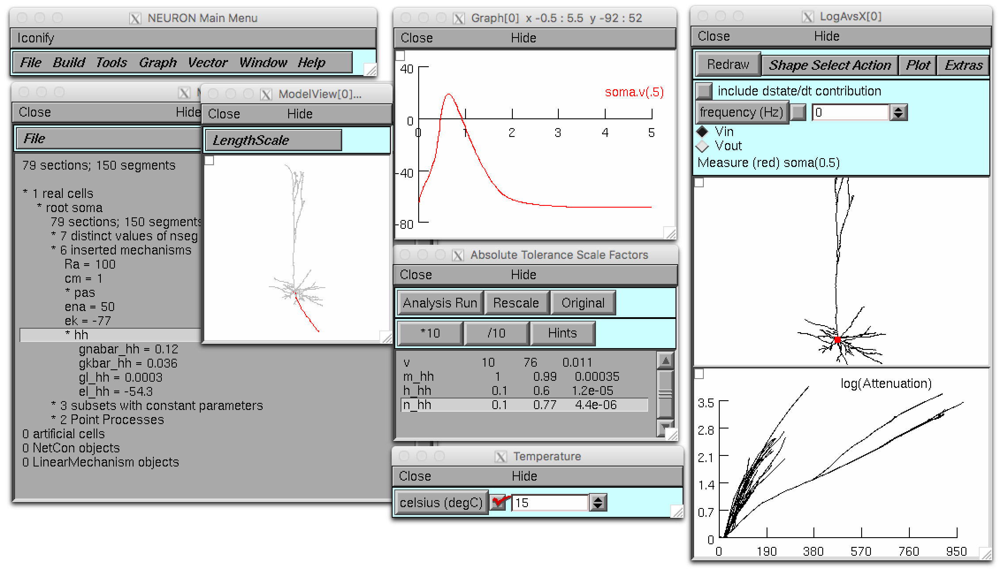 NEURON Main Menu
Iconify
File Build Tools Graph Vector Window Help
Close Hide
File
79 sections; 150 segments
* 1 real cells
* root soma
79 sections; 150 segments
* 7 distinct values of nseg
* 6 inserted mechanisms
Ra = 100
cm = 1
* pas
ena = 50
ek = -77
* hh
gnabar_hh = 0.12
gkbar_hh = 0.036
gl_hh = 0.0003
el_hh = -54.3
* 3 subsets with constant parameters
* 2 Point Processes
0 artificial cells
0 NetCon objects
0 LinearMechanism objects
ModelView[0]...
Close Hide
LengthScale
Graph[0] x -0.5 : 5.5 y -92 : 52
Close Hide
40
soma.v(.5)
0
0 1 2 3 4 5
-40
-80
Absolute Tolerance Scale Factors
Close Hide
Analysis Run Rescale Original
*10 /10 Hints
v 10 76 0.011
m_hh 1 0.99 0.00035
h_hh 0.1 0.6 1.2e-05
n_hh 0.1 0.77 4.4e-06
Temperature
Close Hide
celsius (degC) 15
LogAvsX[0]
Close Hide
Redraw Shape Select Action Plot Extras
include dstate/dt contribution
frequency (Hz) 0
Vin
Vout
Measure (red) soma(0.5)
log(Attenuation)
3.5
2.8
2.1
1.4
0.7
0
0 190 380 570 760 950